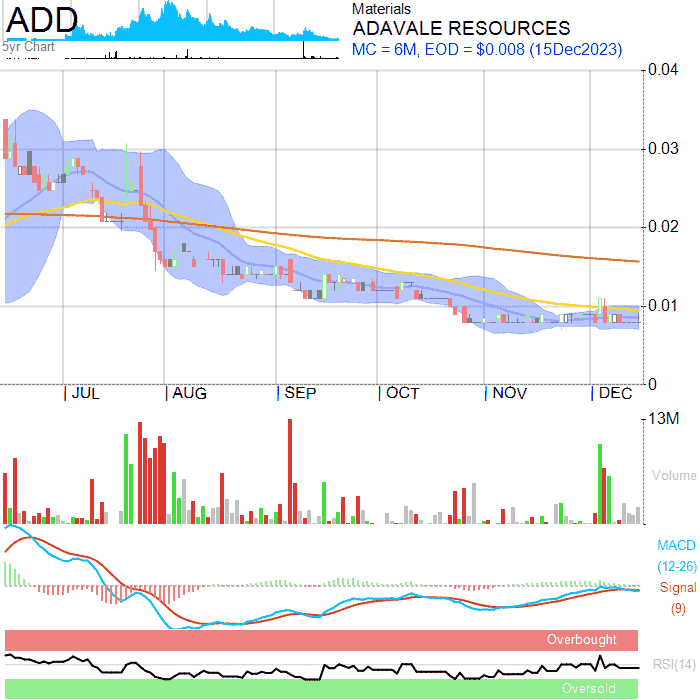 ADD
5yr Chart
Materials
ADAVALE RESOURCES
MC = 6M, EOD = $0.008 (15Dec2023)
0.04
0.03
0.02
0.01
0
JUL AUG SEP OCT NOV DEC
13M
Volume
MACD
(12-26)
Signal
(9)
Overbought
RSI(14)
Oversold